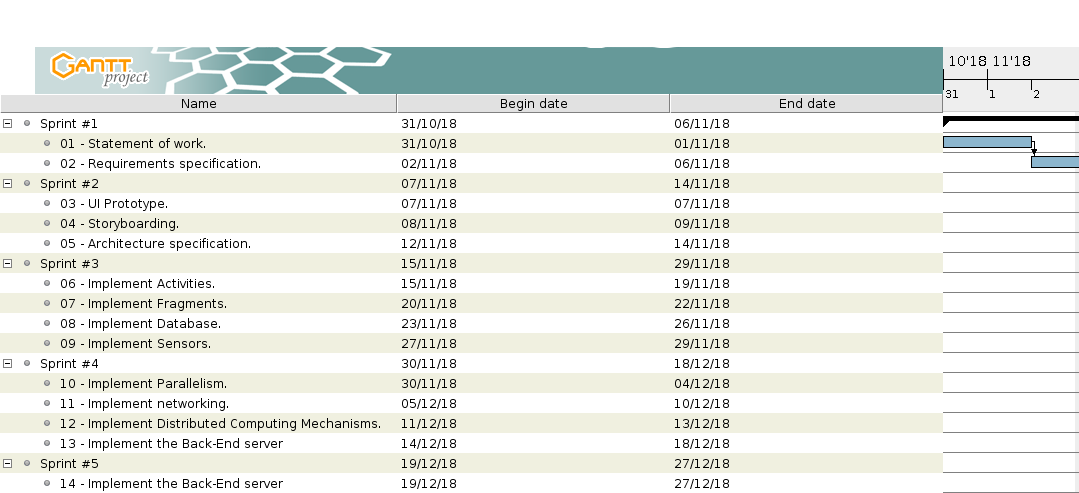 GANTT
project
10'18 11'18
31 1 2
Name Begin date End date
Sprint #1 31/10/18 06/11/18
01 - Statement of work. 31/10/18 01/11/18
02 - Requirements specification. 02/11/18 06/11/18
Sprint #2 07/11/18 14/11/18
03 - UI Prototype. 07/11/18 07/11/18
04 - Storyboarding. 08/11/18 09/11/18
05 - Architecture specification. 12/11/18 14/11/18
Sprint #3 15/11/18 29/11/18
06 - Implement Activities. 15/11/18 19/11/18
07 - Implement Fragments. 20/11/18 22/11/18
08 - Implement Database. 23/11/18 26/11/18
09 - Implement Sensors. 27/11/18 29/11/18
Sprint #4 30/11/18 18/12/18
10 - Implement Parallelism. 30/11/18 04/12/18
11 - Implement networking. 05/12/18 10/12/18
12 - Implement Distributed Computing Mechanisms. 11/12/18 13/12/18
13 - Implement the Back-End server 14/12/18 18/12/18
Sprint #5 19/12/18 27/12/18
14 - Implement the Back-End server 19/12/18 27/12/18